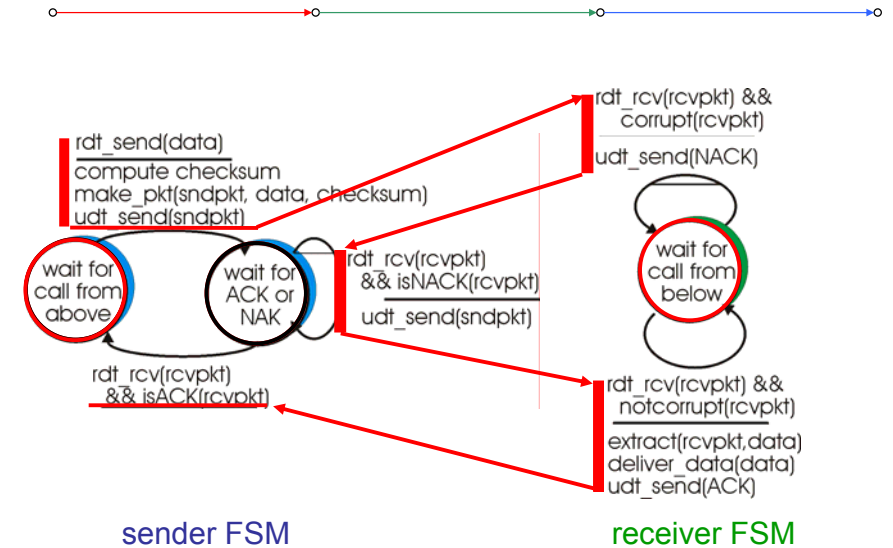 rdt_send(data)
compute checksum
make_pkt(sndpkt, data, checksum)
udt_send(sndpkt)
wait for
call from
above
wait for
ACK or
NAK
rdt_rcv(rcvpkt)
&& isNACK(rcvpkt)
udt_send(sndpkt)
rdt_rcv(rcvpkt)
&& isACK(rcvpkt)
sender FSM
rdt_rcv(rcvpkt) &&
corrupt(rcvpkt)
udt_send(NACK)
wait for
call from
below
rdt_rcv(rcvpkt) &&
notcorrupt(rcvpkt)
extract(rcvpkt,data)
deliver_data(data)
udt_send(ACK)
receiver FSM